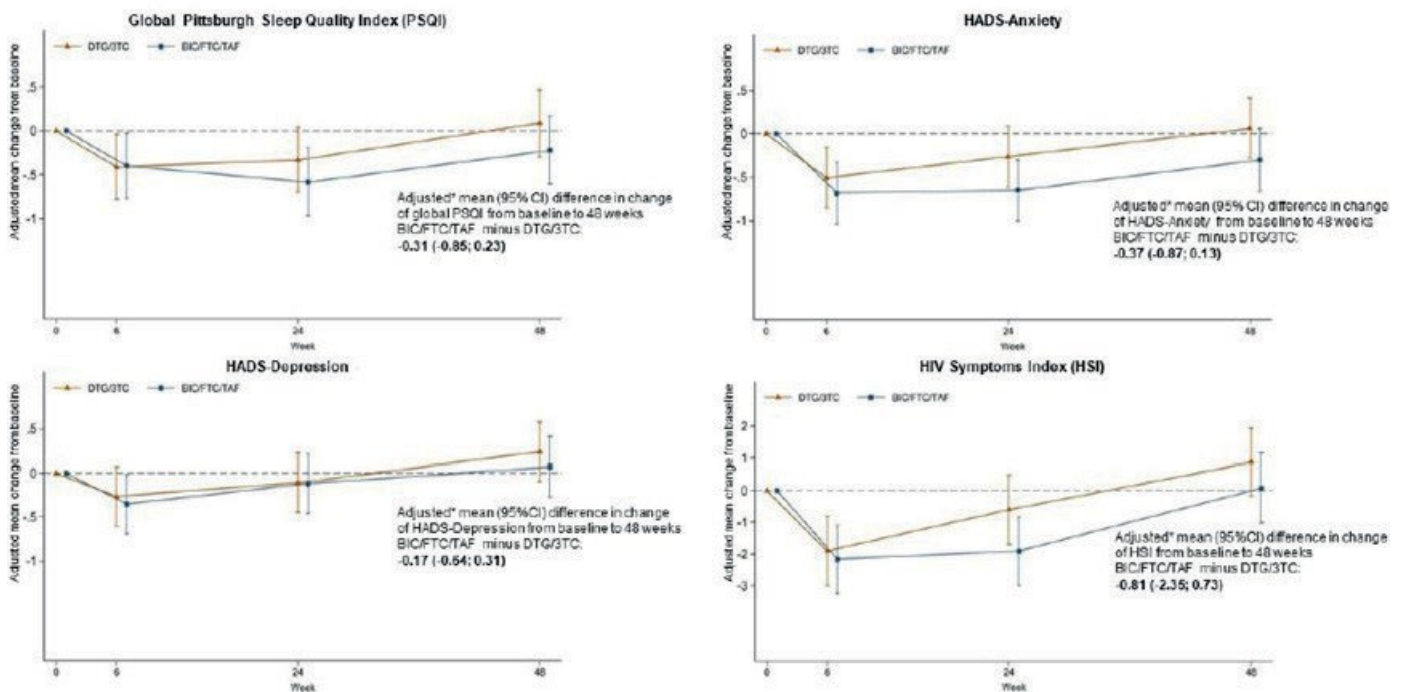 Global Pittsburgh Sleep Quality Index (PSQI)
DTG/3TC
BIC/FTC/TAF
Adjusted mean change from baseline
.5
0
-.5
-1
Adjusted* mean (95% CI) difference in change
of global PSQI from baseline to 48 weeks
BIC/FTC/TAF minus DTG/3TC:
-0.31 (-0.85; 0.23)
0
6
24
48
Week
HADS-Anxiety
DTG/3TC
BIC/FTC/TAF
Adjusted mean change from baseline
.5
0
-.5
-1
Adjusted* mean (95% CI) difference in change
of HADS-Anxiety from baseline to 48 weeks
BIC/FTC/TAF minus DTG/3TC:
-0.37 (-0.87; 0.13)
0
6
24
48
Week
HADS-Depression
DTG/3TC
BIC/FTC/TAF
Adjusted mean change from baseline
.5
0
-.5
-1
Adjusted* mean (95%CI) difference in change
of HADS-Depression from baseline to 48 weeks
BIC/FTC/TAF minus DTG/3TC:
-0.17 (-0.64; 0.31)
0
6
24
48
Week
HIV Symptoms Index (HSI)
DTG/3TC
BIC/FTC/TAF
Adjusted mean change from baseline
2
1
0
-1
-2
-3
Adjusted* mean (95%CI) difference in change
of HSI from baseline to 48 weeks
BIC/FTC/TAF minus DTG/3TC:
-0.81 (-2.35; 0.73)
0
6
24
48
Week